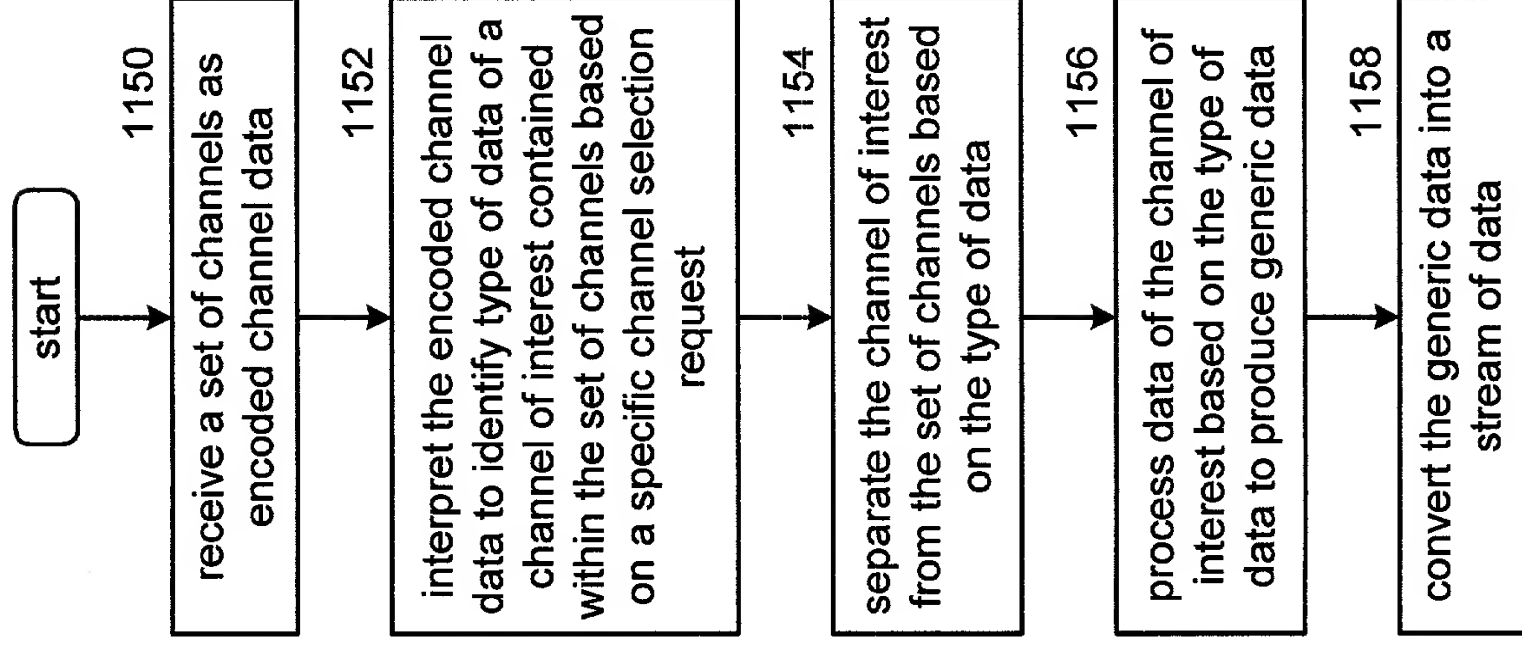 start
1150
receive a set of channels as
encoded channel data
1152
interpret the encoded channel
data to identify type of data of a
channel of interest contained
within the set of channels based
on a specific channel selection
request
1154
separate the channel of interest
from the set of channels based
on the type of data
1156
process data of the channel of
interest based on the type of
data to produce generic data
1158
convert the generic data into a
stream of data